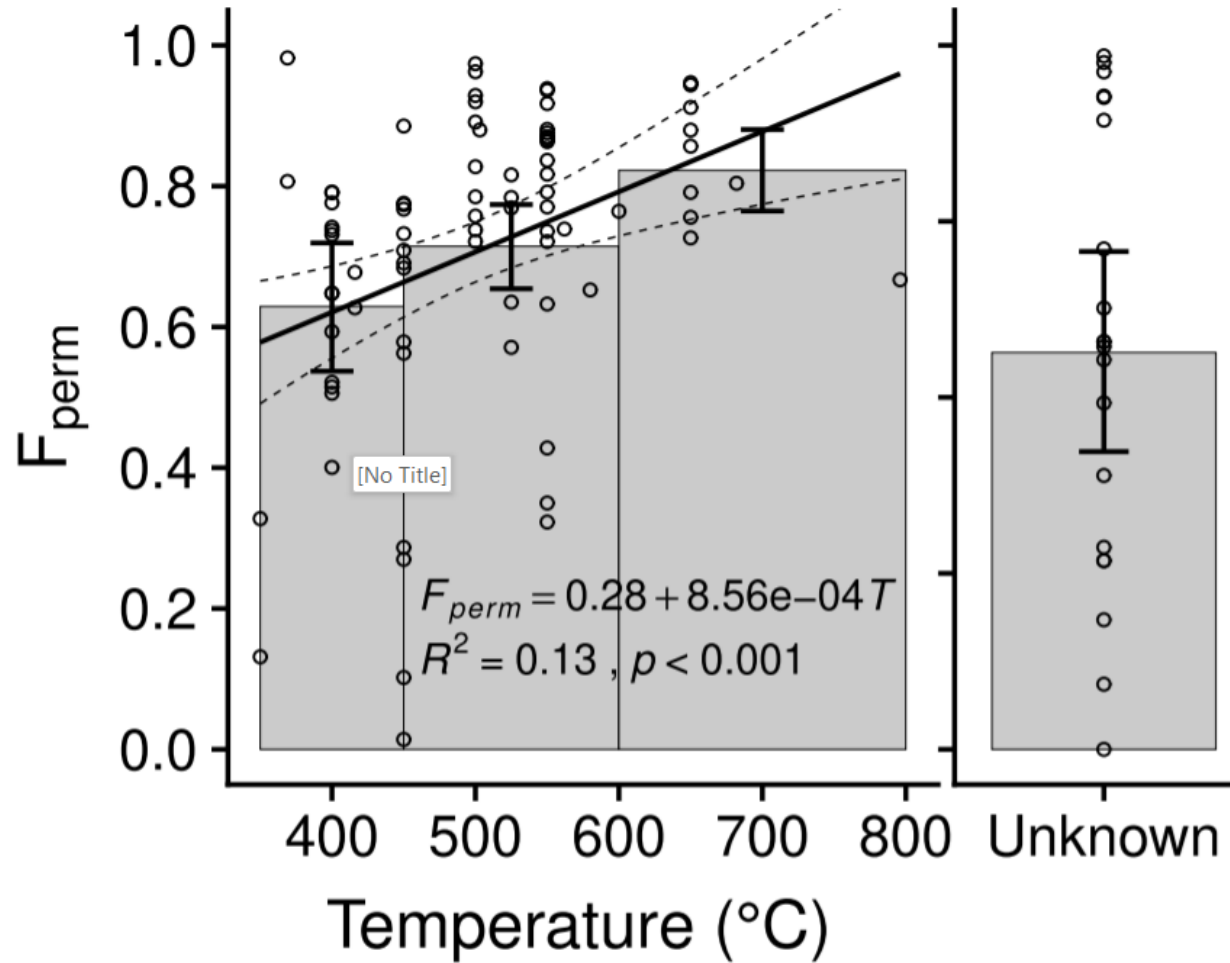 1.0
0.8
0.6
0.4
0.2
0.0
F_perm
[No Title]
F_perm = 0.28 + 8.56e−04 T
R² = 0.13 , p < 0.001
400 500 600 700 800 Unknown
Temperature (°C)